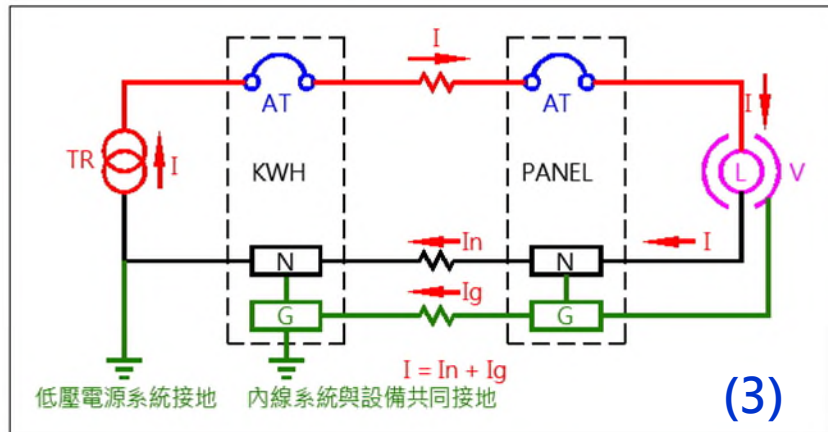 I
AT
AT
I
TR
I
KWH
PANEL
L
V
In
I
N
N
Ig
G
G
I = In + Ig
低壓電源系統接地
內線系統與設備共同接地
(3)